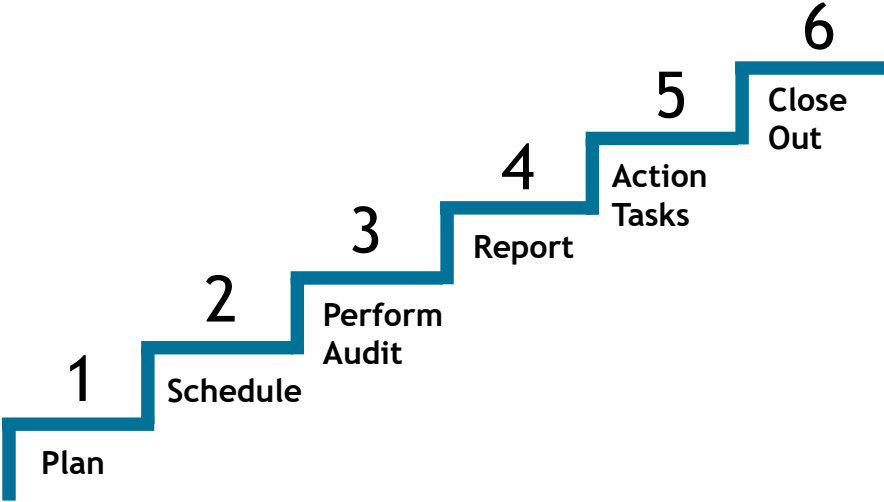 1
Plan
2
Schedule
3
Perform
Audit
4
Report
5
Action
Tasks
6
Close
Out